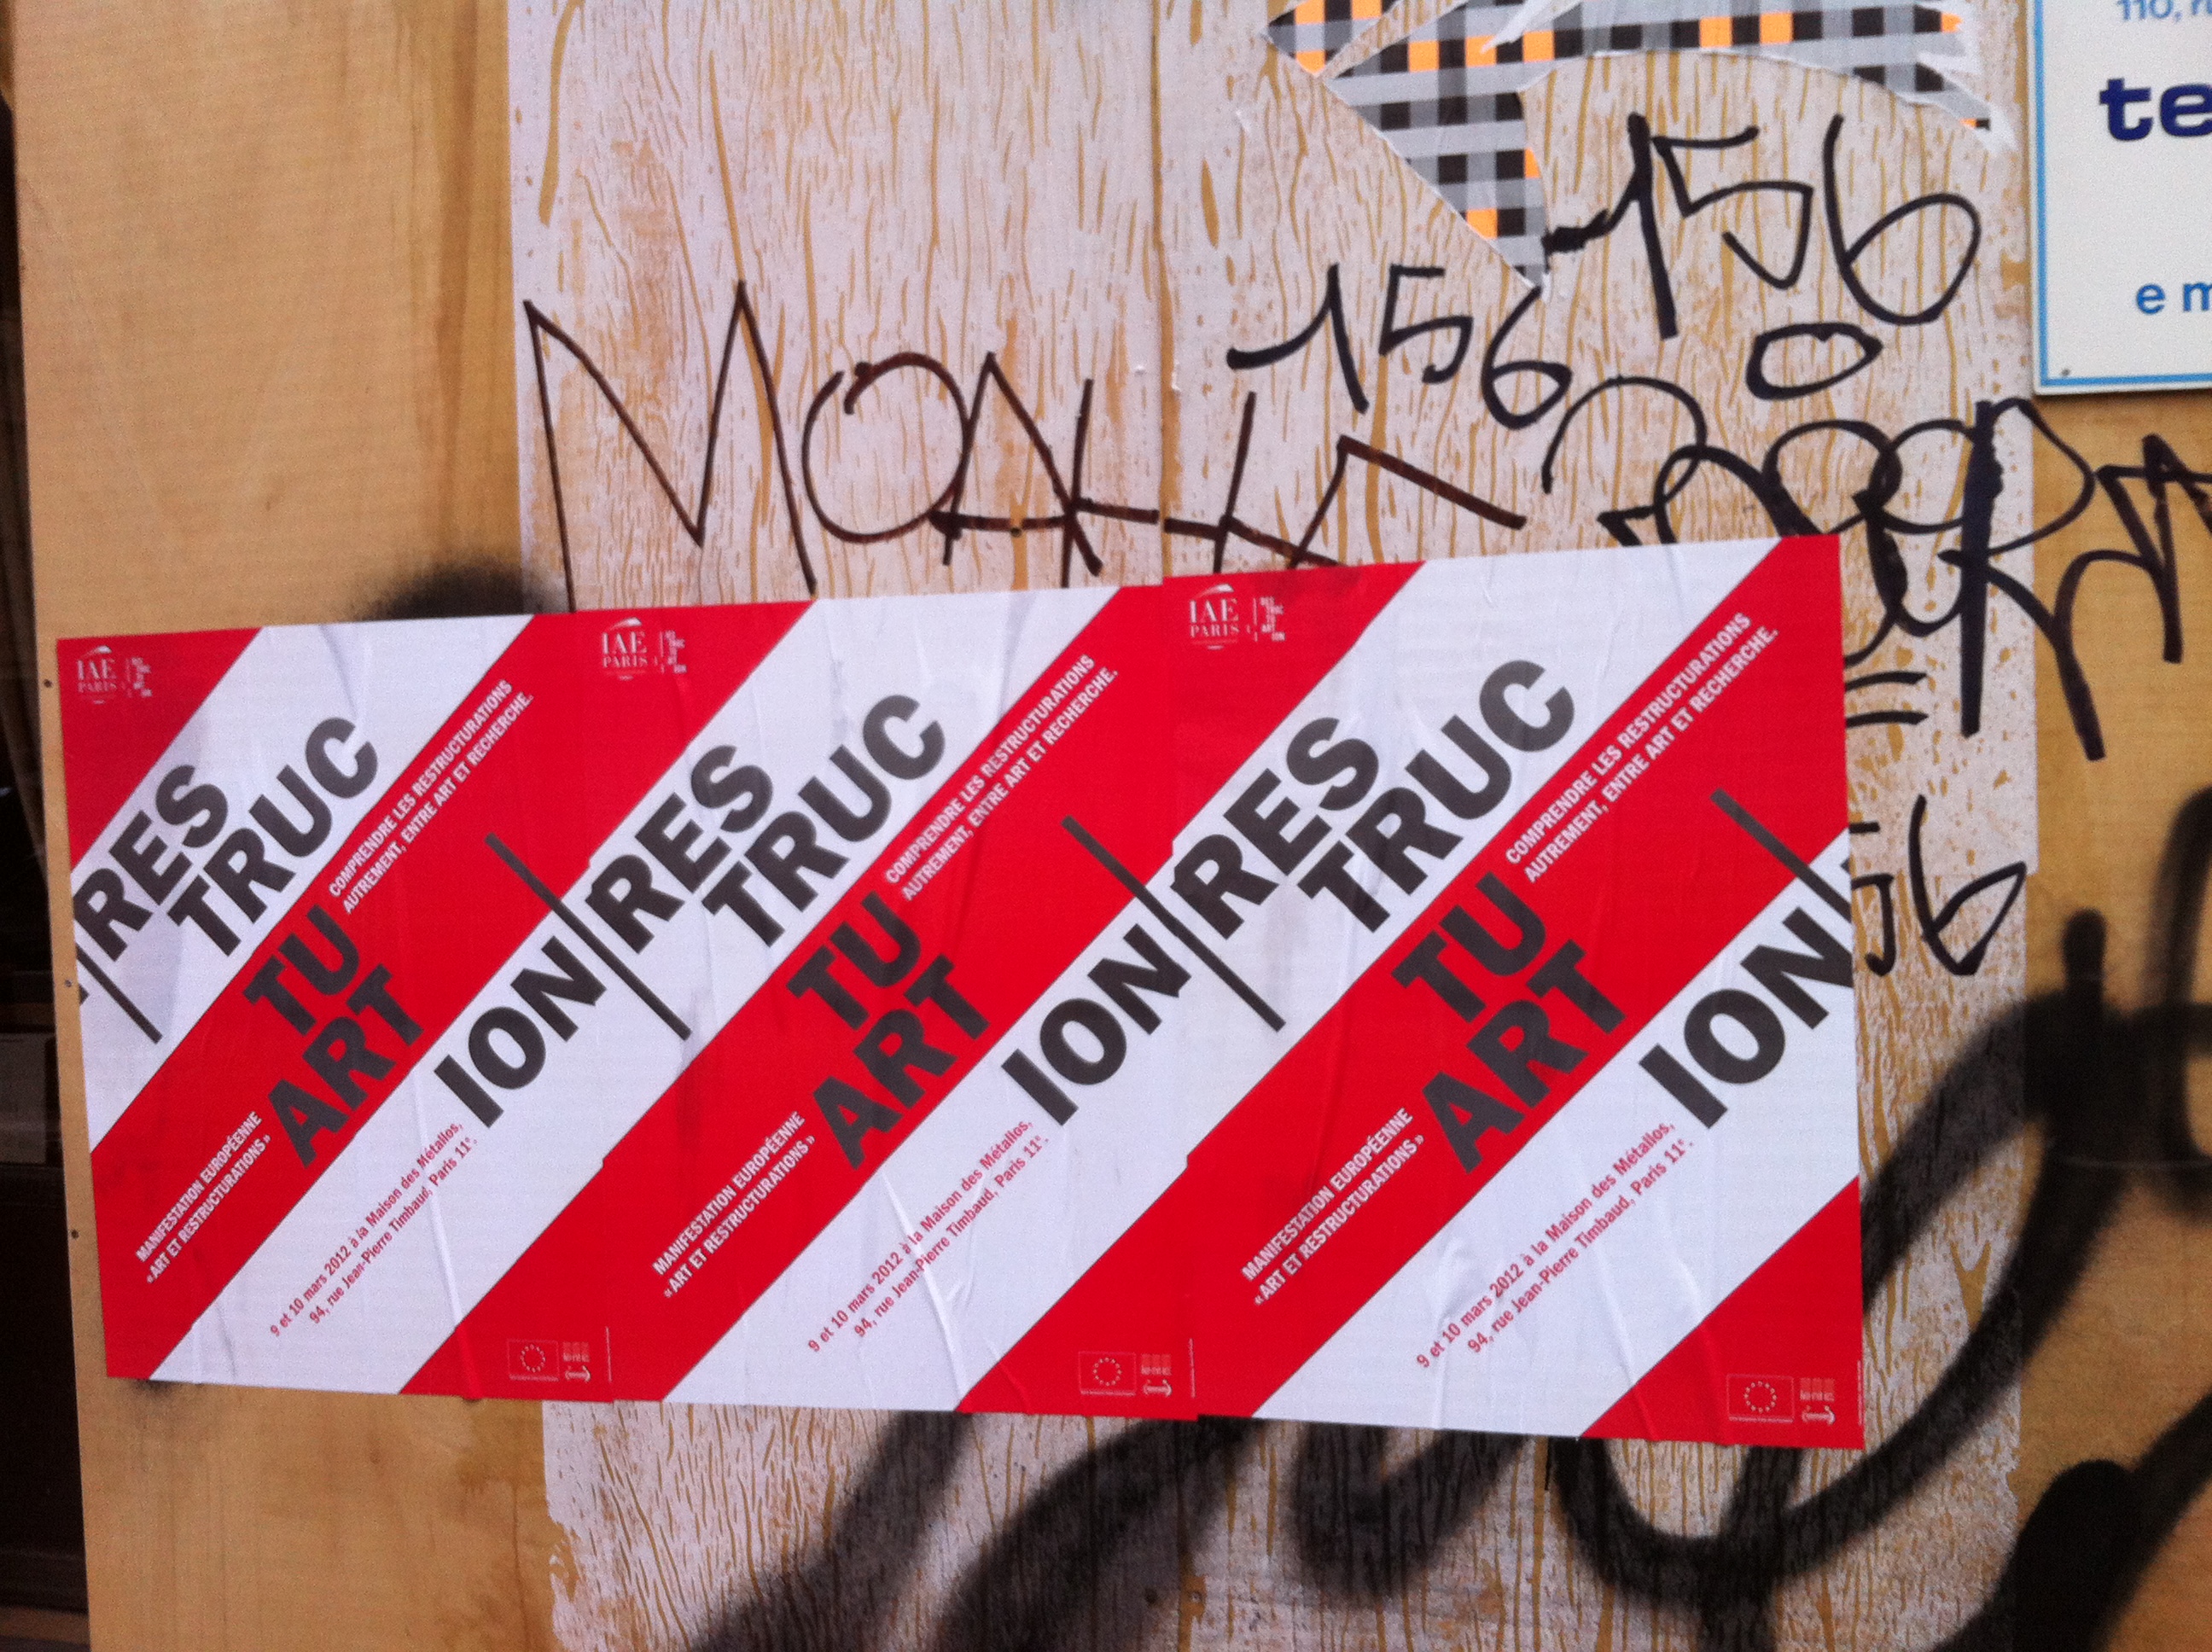 110,
te
e m
156
156
IAE
PARIS
RES
TRUC
TU
ART
ION
COMPRENDRE LES RESTRUCTURATIONS
AUTREMENT, ENTRE ART ET RECHERCHE.
MANIFESTATION EUROPÉENNE
«ART ET RESTRUCTURATIONS»
9 et 10 mars 2012 à la Maison des Métallos,
94, rue Jean-Pierre Timbaud, Paris 11e.
IAE
PARIS
RES
TRUC
TU
ART
ION
COMPRENDRE LES RESTRUCTURATIONS
AUTREMENT, ENTRE ART ET RECHERCHE.
MANIFESTATION EUROPÉENNE
«ART ET RESTRUCTURATIONS»
9 et 10 mars 2012 à la Maison des Métallos,
94, rue Jean-Pierre Timbaud, Paris 11e.
IAE
PARIS
RES
TRUC
TU
ART
ION
COMPRENDRE LES RESTRUCTURATIONS
AUTREMENT, ENTRE ART ET RECHERCHE.
MANIFESTATION EUROPÉENNE
«ART ET RESTRUCTURATIONS»
9 et 10 mars 2012 à la Maison des Métallos,
94, rue Jean-Pierre Timbaud, Paris 11e.
56